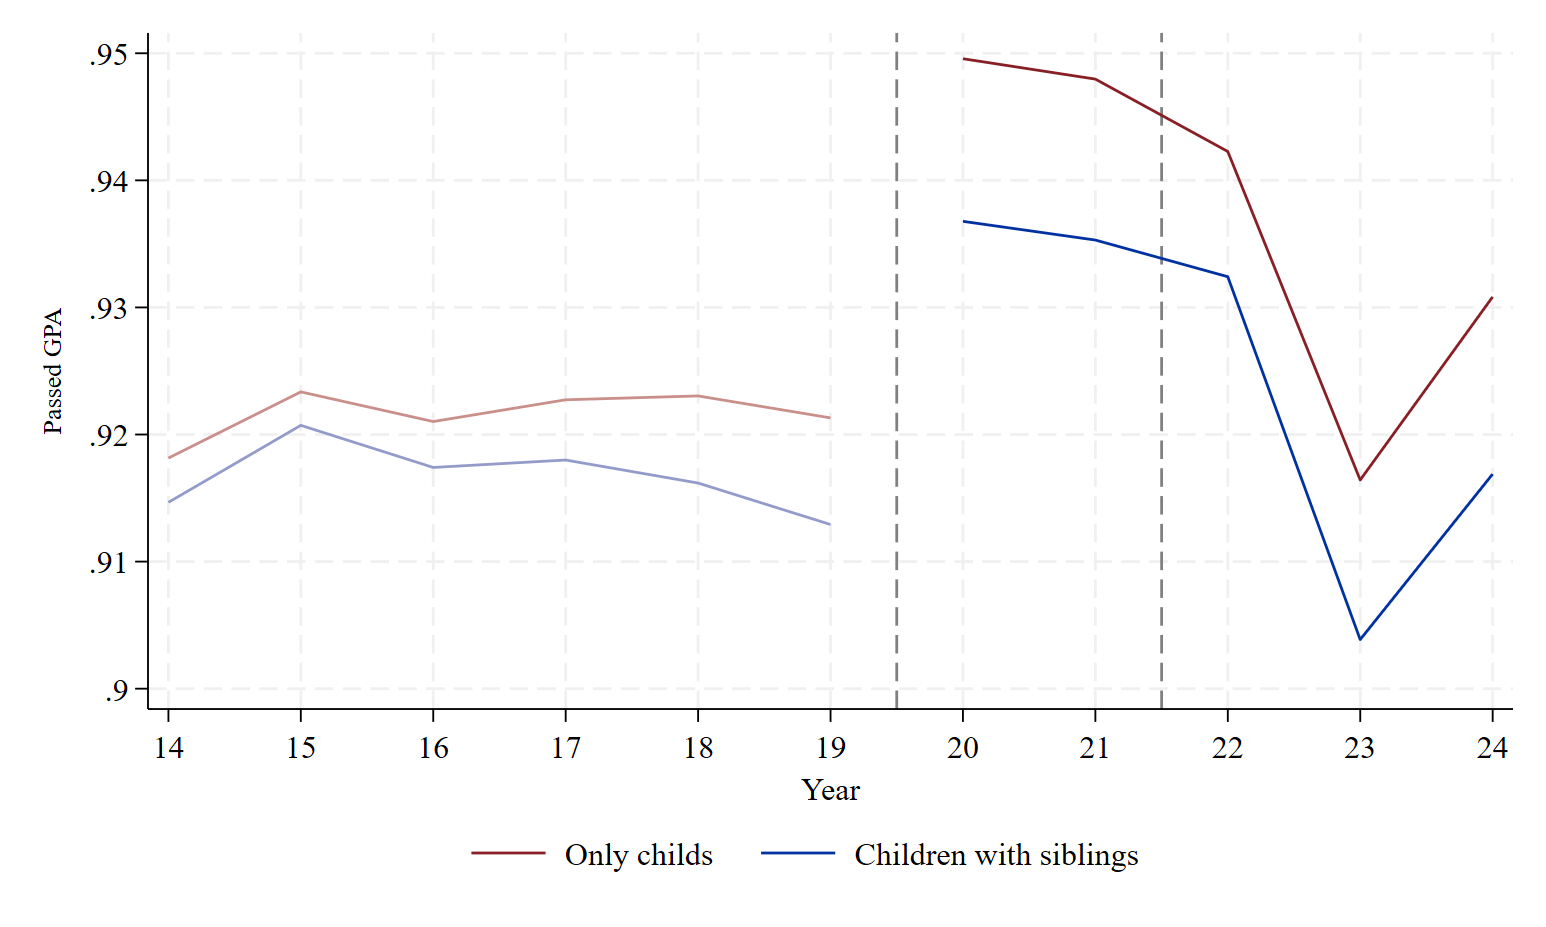 .95
.94
.93
.92
.91
.9
Passed GPA
14 15 16 17 18 19 20 21 22 23 24
Year
Only childs Children with siblings